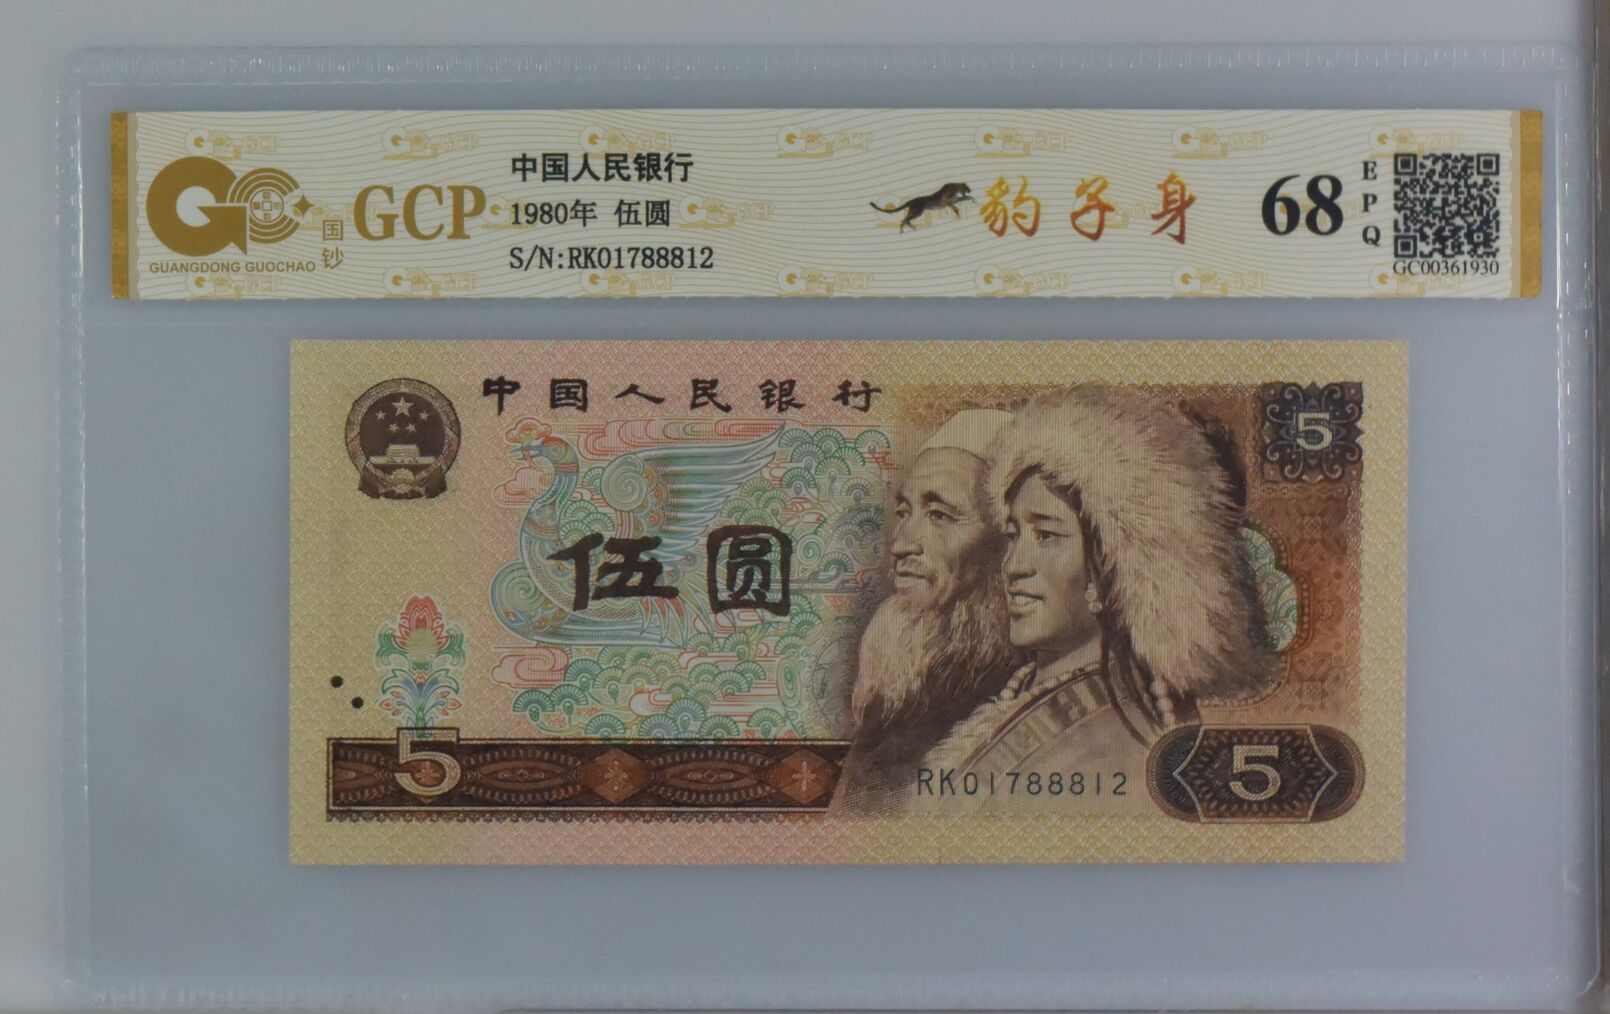 GUANGDONG GUOCHAO
国钞
GCP
中国人民银行
1980年 伍圆
S/N:RK01788812
豹子身
68
EPQ
GC00361930
中国人民银行
5
伍圆
5
RK01788812
5